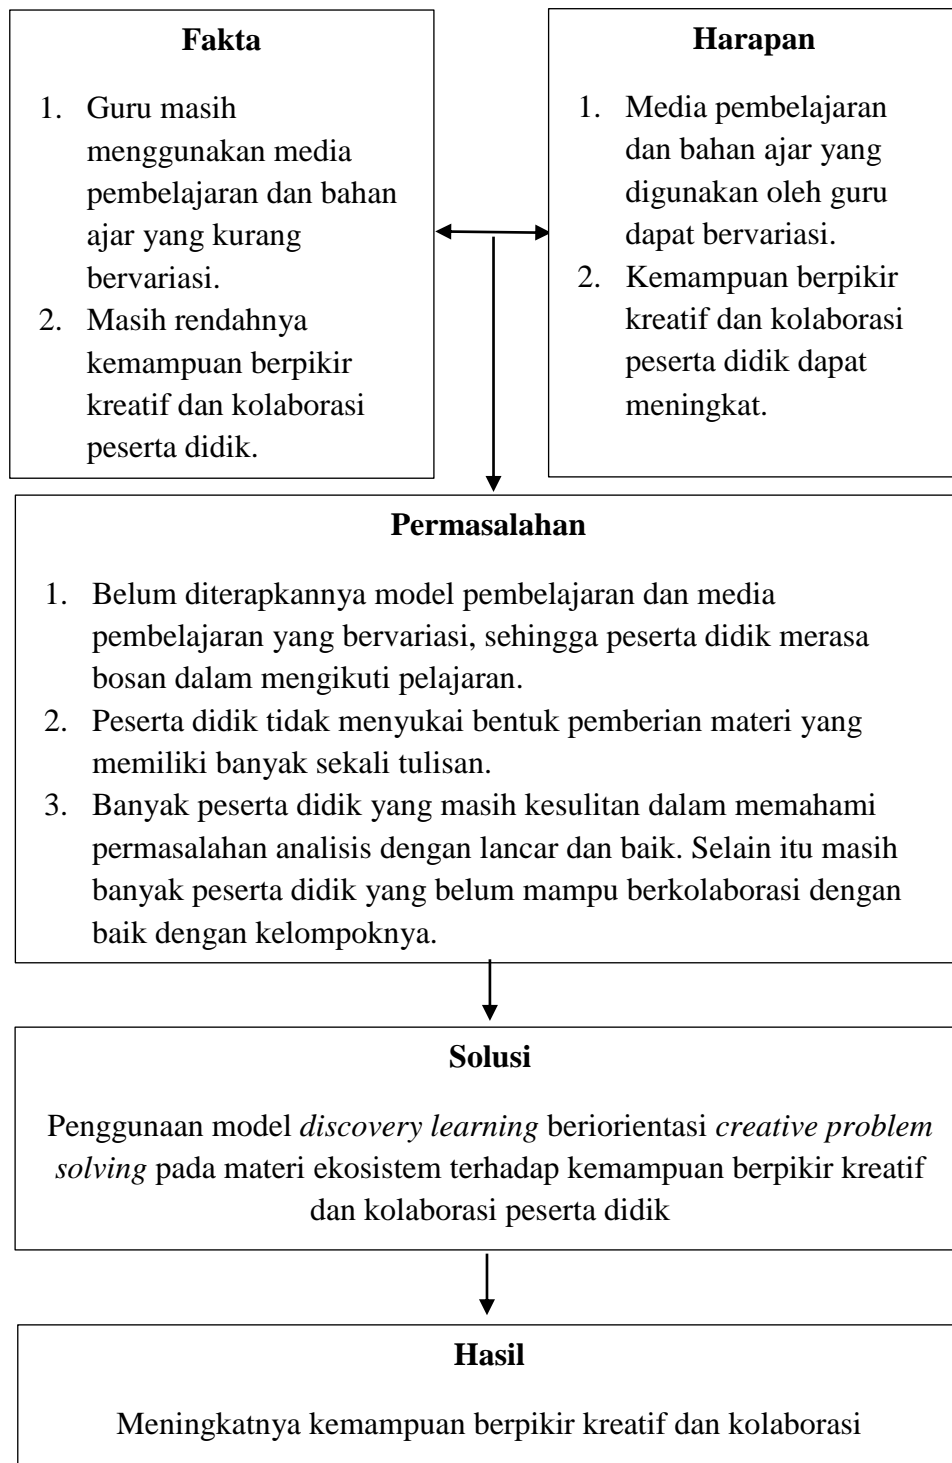 Fakta
1. Guru masih
menggunakan media
pembelajaran dan bahan
ajar yang kurang
bervariasi.
2. Masih rendahnya
kemampuan berpikir
kreatif dan kolaborasi
peserta didik.
Harapan
1. Media pembelajaran
dan bahan ajar yang
digunakan oleh guru
dapat bervariasi.
2. Kemampuan berpikir
kreatif dan kolaborasi
peserta didik dapat
meningkat.
Permasalahan
1. Belum diterapkannya model pembelajaran dan media
pembelajaran yang bervariasi, sehingga peserta didik merasa
bosan dalam mengikuti pelajaran.
2. Peserta didik tidak menyukai bentuk pemberian materi yang
memiliki banyak sekali tulisan.
3. Banyak peserta didik yang masih kesulitan dalam memahami
permasalahan analisis dengan lancar dan baik. Selain itu masih
banyak peserta didik yang belum mampu berkolaborasi dengan
baik dengan kelompoknya.
Solusi
Penggunaan model discovery learning beriorientasi creative problem
solving pada materi ekosistem terhadap kemampuan berpikir kreatif
dan kolaborasi peserta didik
Hasil
Meningkatnya kemampuan berpikir kreatif dan kolaborasi